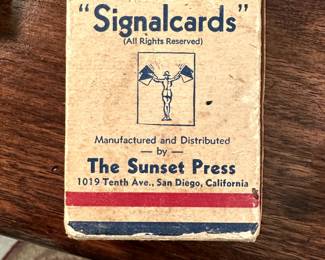 "Signalcards"
(All Rights Reserved)
Manufactured and Distributed
— by —
The Sunset Press
1019 Tenth Ave., San Diego, California